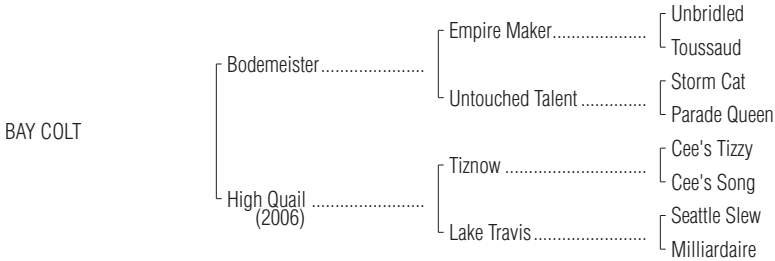 Unbridled
Empire Maker......................
Toussaud
Bodemeister.......................
Storm Cat
Untouched Talent ...............
Parade Queen
BAY COLT
Cee's Tizzy
Tiznow .................................
Cee's Song
High Quail .........................
(2006)
Seattle Slew
Lake Travis..........................
Milliardaire